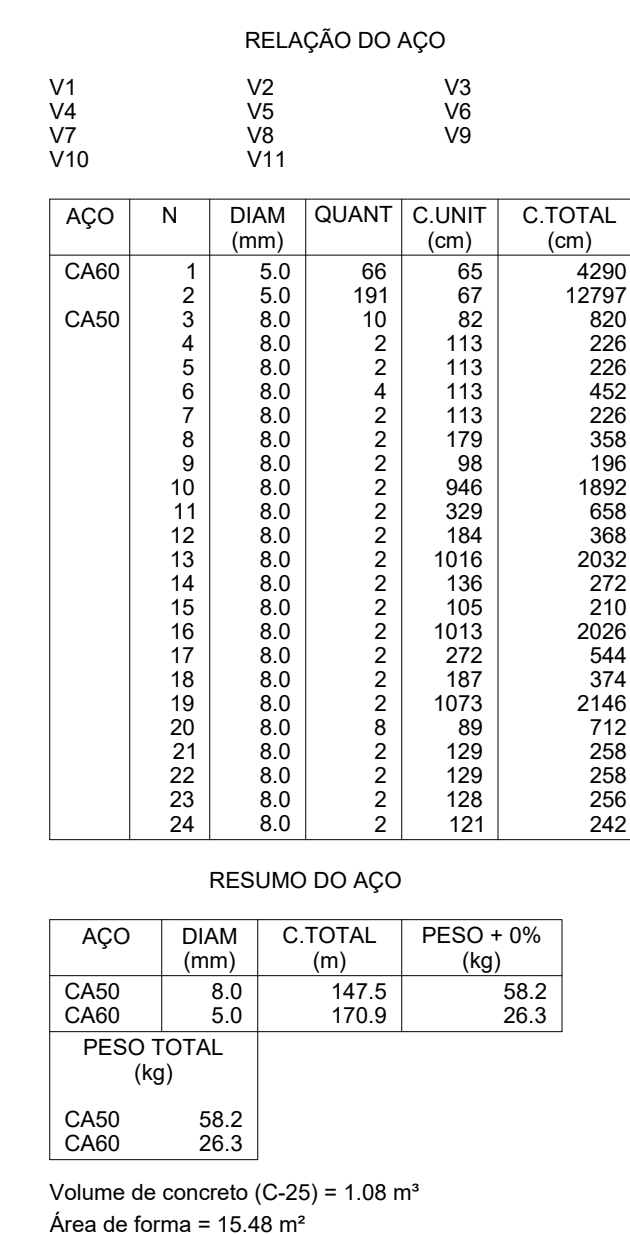 RELAÇÃO DO AÇO
V1 V2 V3
V4 V5 V6
V7 V8 V9
V10 V11
AÇO N DIAM QUANT C.UNIT C.TOTAL
(mm) (cm) (cm)
CA60 1 5.0 66 65 4290
2 5.0 191 67 12797
CA50 3 8.0 10 82 820
4 8.0 2 113 226
5 8.0 2 113 226
6 8.0 4 113 452
7 8.0 2 113 226
8 8.0 2 179 358
9 8.0 2 98 196
10 8.0 2 946 1892
11 8.0 2 329 658
12 8.0 2 184 368
13 8.0 2 1016 2032
14 8.0 2 136 272
15 8.0 2 105 210
16 8.0 2 1013 2026
17 8.0 2 272 544
18 8.0 2 187 374
19 8.0 2 1073 2146
20 8.0 8 89 712
21 8.0 2 129 258
22 8.0 2 129 258
23 8.0 2 128 256
24 8.0 2 121 242
RESUMO DO AÇO
AÇO DIAM C.TOTAL PESO + 0%
(mm) (m) (kg)
CA50 8.0 147.5 58.2
CA60 5.0 170.9 26.3
PESO TOTAL
(kg)
CA50 58.2
CA60 26.3
Volume de concreto (C-25) = 1.08 m³
Área de forma = 15.48 m²